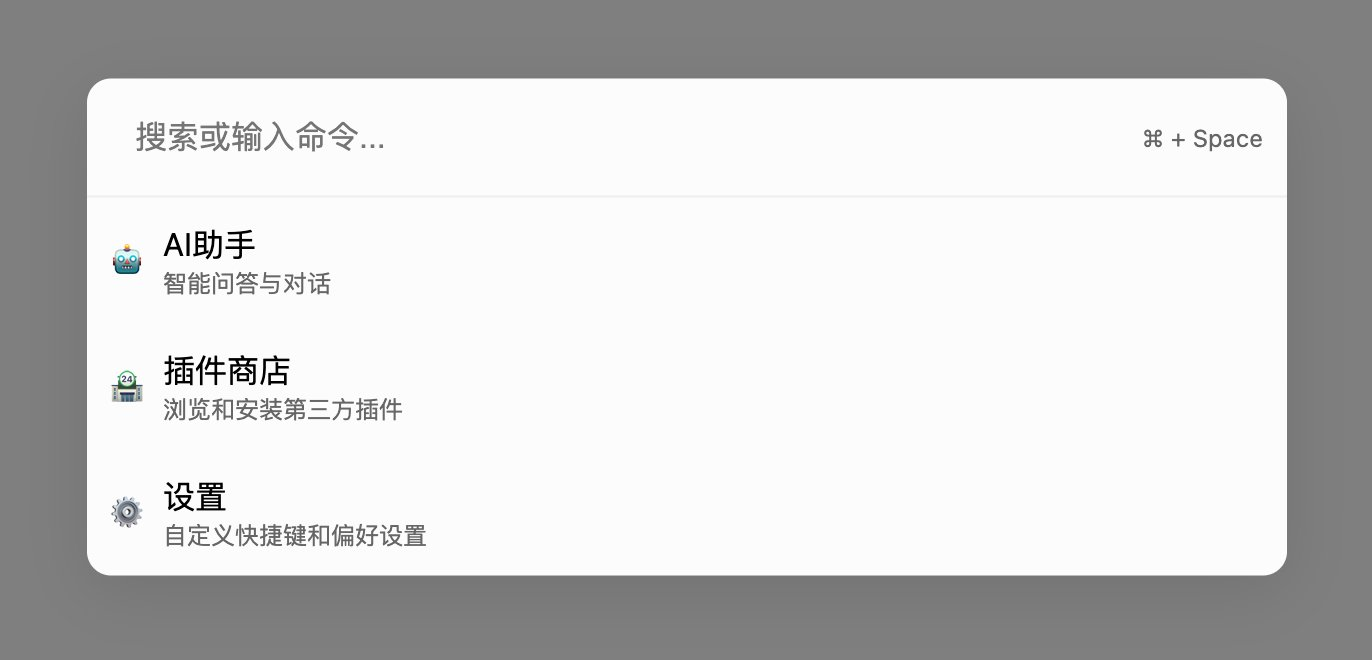 搜索或输入命令...
⌘ + Space
AI助手
智能问答与对话
24
插件商店
浏览和安装第三方插件
设置
自定义快捷键和偏好设置